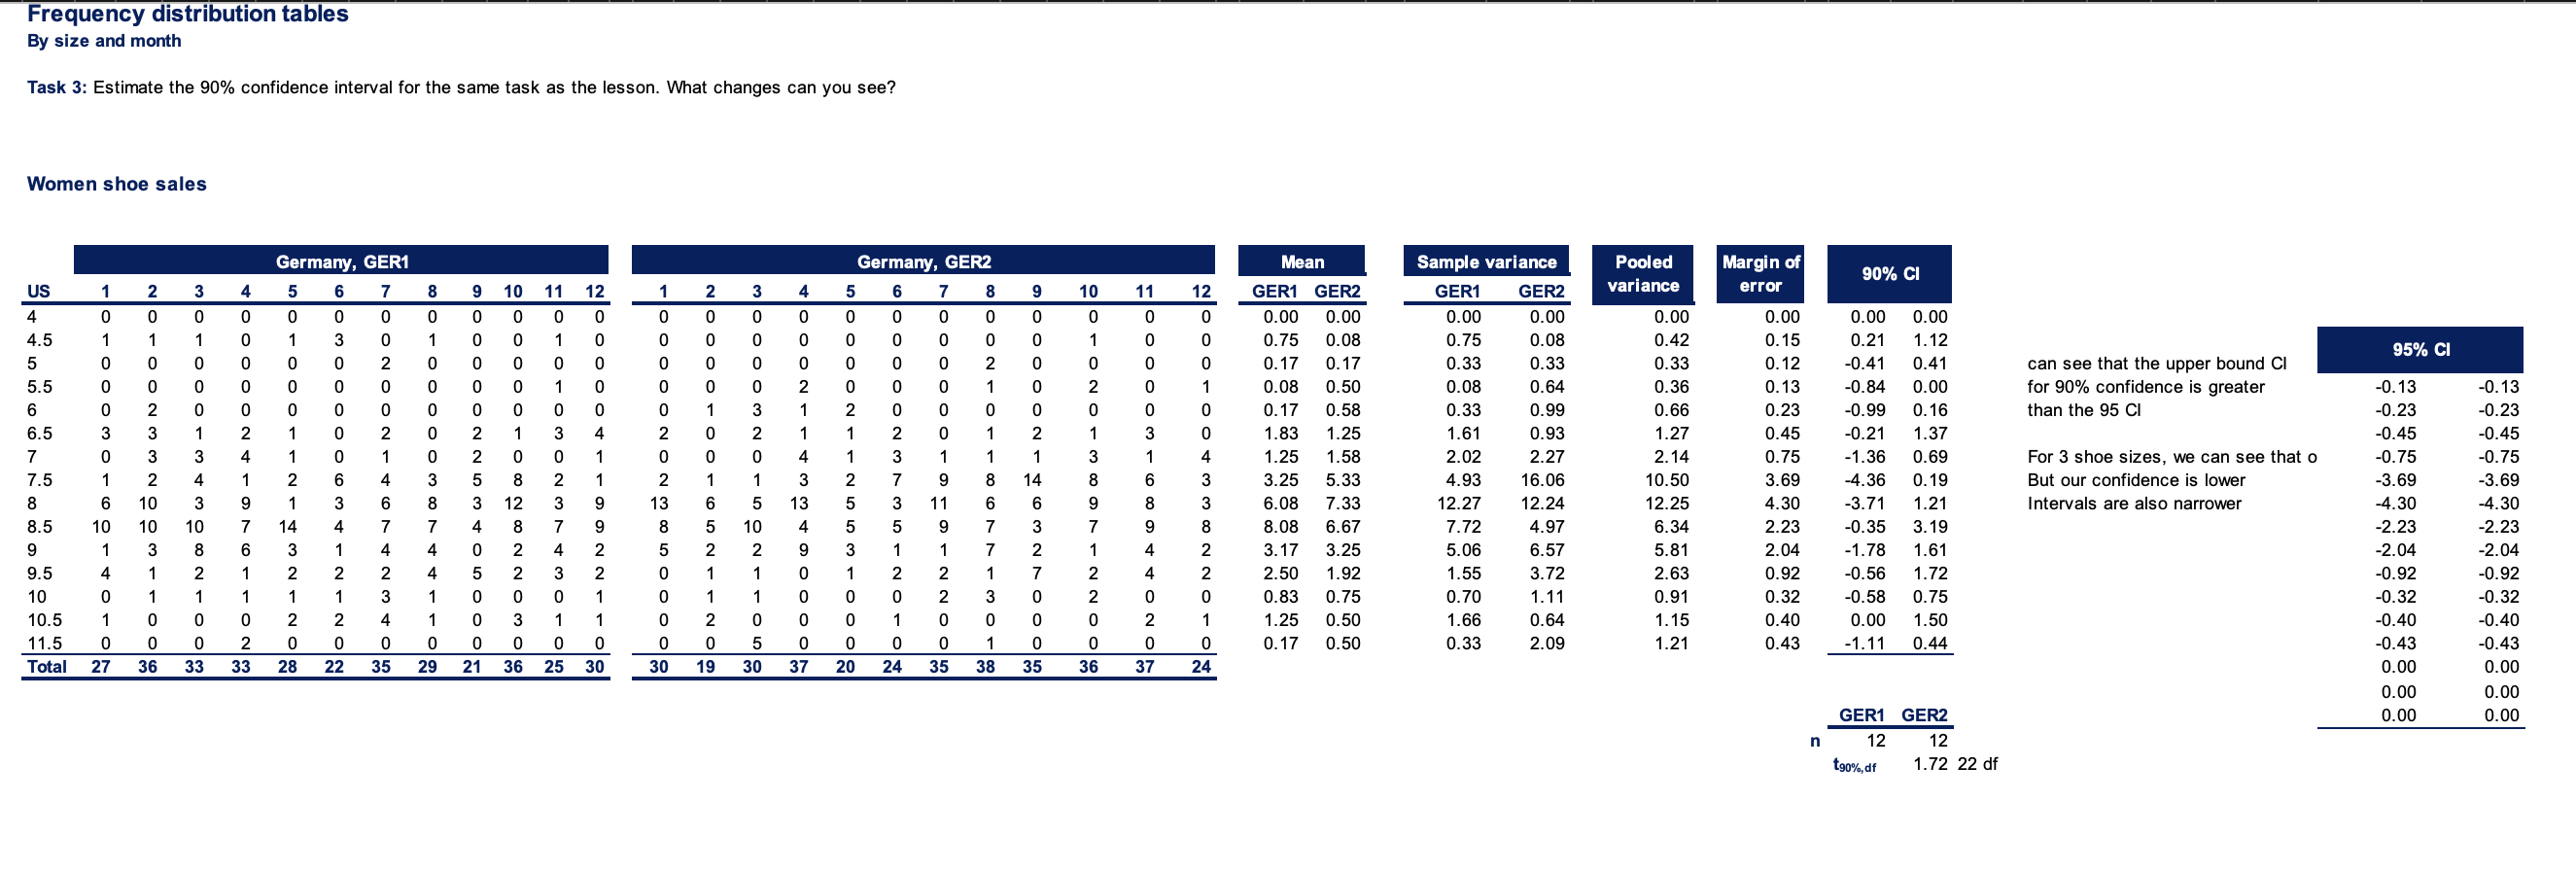 Frequency distribution tables
By size and month
Task 3: Estimate the 90% confidence interval for the same task as the lesson. What changes can you see?
Women shoe sales
Germany, GER1 Germany, GER2 Mean Sample variance Pooled variance Margin of error 90% CI
US 1 2 3 4 5 6 7 8 9 10 11 12 1 2 3 4 5 6 7 8 9 10 11 12 GER1 GER2 GER1 GER2
4 0 0 0 0 0 0 0 0 0 0 0 0 0 0 0 0 0 0 0 0 0 0 0 0 0.00 0.00 0.00 0.00 0.00 0.00 0.00 0.00
4.5 1 1 1 0 1 3 0 1 0 0 1 0 0 0 0 0 0 0 0 0 0 1 0 0 0.75 0.08 0.75 0.08 0.42 0.15 0.21 1.12
95% CI
5 0 0 0 0 0 0 2 0 0 0 0 0 0 0 0 0 0 0 0 2 0 0 0 0 0.17 0.17 0.33 0.33 0.33 0.12 -0.41 0.41 can see that the upper bound CI
5.5 0 0 0 0 0 0 0 0 0 0 1 0 0 0 0 2 0 0 0 1 0 2 0 1 0.08 0.50 0.08 0.64 0.36 0.13 -0.84 0.00 for 90% confidence is greater -0.13 -0.13
6 0 2 0 0 0 0 0 0 0 0 0 0 0 1 3 1 2 0 0 0 0 0 0 0 0.17 0.58 0.33 0.99 0.66 0.23 -0.99 0.16 than the 95 CI -0.23 -0.23
6.5 3 3 1 2 1 0 2 0 2 1 3 4 2 0 2 1 1 2 0 1 2 1 3 0 1.83 1.25 1.61 0.93 1.27 0.45 -0.21 1.37 -0.45 -0.45
7 0 3 3 4 1 0 1 0 2 0 0 1 0 0 0 4 1 3 1 1 1 3 1 4 1.25 1.58 2.02 2.27 2.14 0.75 -1.36 0.69 For 3 shoe sizes, we can see that o -0.75 -0.75
7.5 1 2 4 1 2 6 4 3 5 8 2 1 2 1 1 3 2 7 9 8 14 8 6 3 3.25 5.33 4.93 16.06 10.50 3.69 -4.36 0.19 But our confidence is lower -3.69 -3.69
8 6 10 3 9 1 3 6 8 3 12 3 9 13 6 5 13 5 3 11 6 6 9 8 3 6.08 7.33 12.27 12.24 12.25 4.30 -3.71 1.21 Intervals are also narrower -4.30 -4.30
8.5 10 10 10 7 14 4 7 7 4 8 7 9 8 5 10 4 5 5 9 7 3 7 9 8 8.08 6.67 7.72 4.97 6.34 2.23 -0.35 3.19 -2.23 -2.23
9 1 3 8 6 3 1 4 4 0 2 4 2 5 2 2 9 3 1 1 7 2 1 4 2 3.17 3.25 5.06 6.57 5.81 2.04 -1.78 1.61 -2.04 -2.04
9.5 4 1 2 1 2 2 2 4 5 2 3 2 0 1 1 0 1 2 2 1 7 2 4 2 2.50 1.92 1.55 3.72 2.63 0.92 -0.56 1.72 -0.92 -0.92
10 0 1 1 1 1 1 3 1 0 0 0 1 0 1 1 0 0 0 2 3 0 2 0 0 0.83 0.75 0.70 1.11 0.91 0.32 -0.58 0.75 -0.32 -0.32
10.5 1 0 0 0 2 2 4 1 0 3 1 1 0 2 0 0 0 1 0 0 0 0 2 1 1.25 0.50 1.66 0.64 1.15 0.40 0.00 1.50 -0.40 -0.40
11.5 0 0 0 2 0 0 0 0 0 0 0 0 0 0 5 0 0 0 0 1 0 0 0 0 0.17 0.50 0.33 2.09 1.21 0.43 -1.11 0.44 -0.43 -0.43
Total 27 36 33 33 28 22 35 29 21 36 25 30 30 19 30 37 20 24 35 38 35 36 37 24 0.00 0.00
0.00 0.00
GER1 GER2 0.00 0.00
n 12 12
t90%,df 1.72 22 df